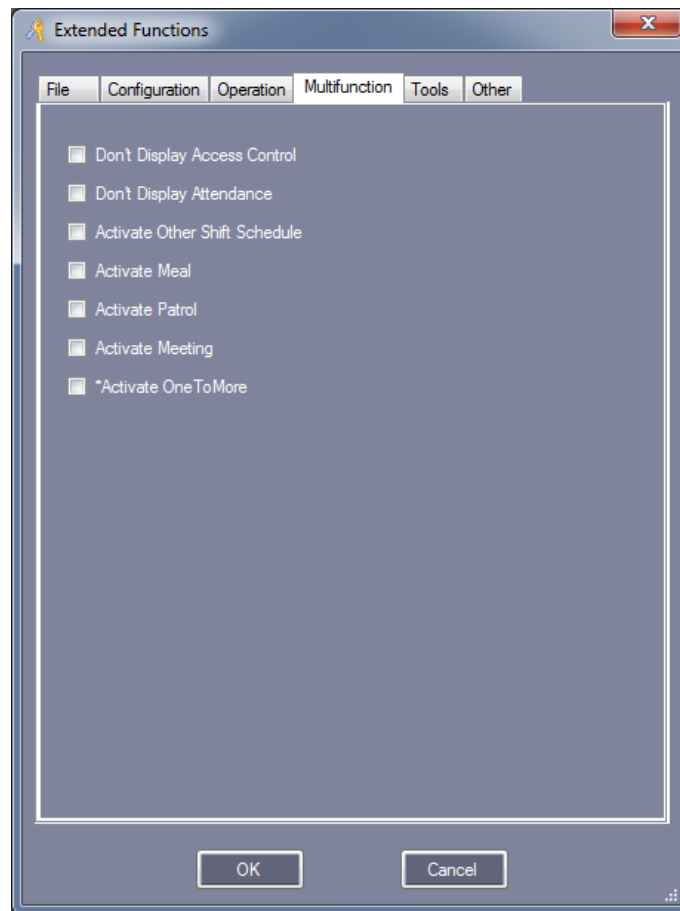 Extended Functions
File Configuration Operation Multifunction Tools Other
Don't Display Access Control
Don't Display Attendance
Activate Other Shift Schedule
Activate Meal
Activate Patrol
Activate Meeting
*Activate OneToMore
OK Cancel